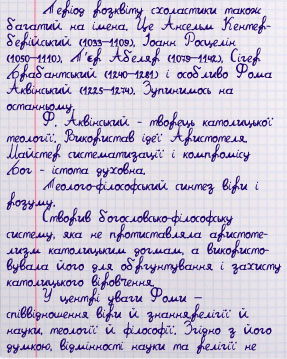 Період розквіту схоластики також
багатий на імена. Це Ансельм Кентер-
берійський (1033-1109), Іоанн Росцелін
(1050-1110), П'єр Абеляр (1079-1142), Сігер
Брабантський (1240-1281) і особливо Фома
Аквінський (1225-1274). Зупинимось на
останньому.
Ф. Аквінський - творець католицької
теології. Використав ідеї Аристотеля.
Майстер систематизації і компромісу
Бог - істота духовна.
Теолого-філософський синтез віри і
розуму.
Створив богословсько-філософську
систему, яка не протиставляла аристоте-
лизм католицьким догмам, а використо-
вувала його для обґрунтування і захисту
католицького віровчення.
У центрі уваги Фоми –
співвідношення віри й знання, релігії й
науки, теології й філософії. Згідно з його
думкою, відмінності науки та релігії не